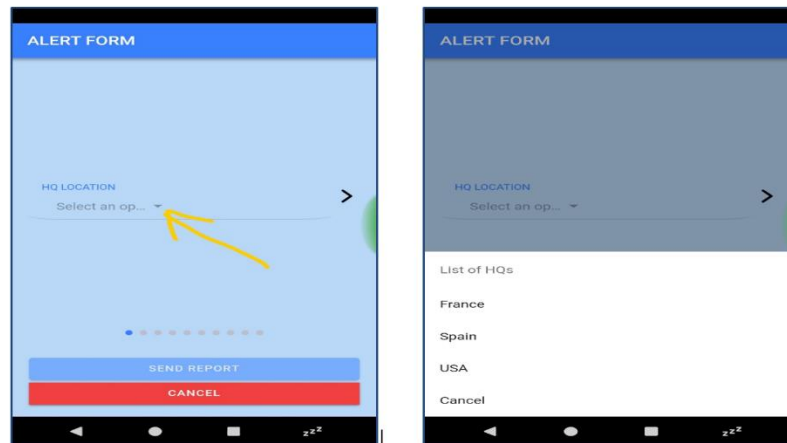 ALERT FORM
HQ LOCATION
Select an op...
SEND REPORT
CANCEL
zzz
ALERT FORM
HQ LOCATION
Select an op...
List of HQs
France
Spain
USA
Cancel
zzz